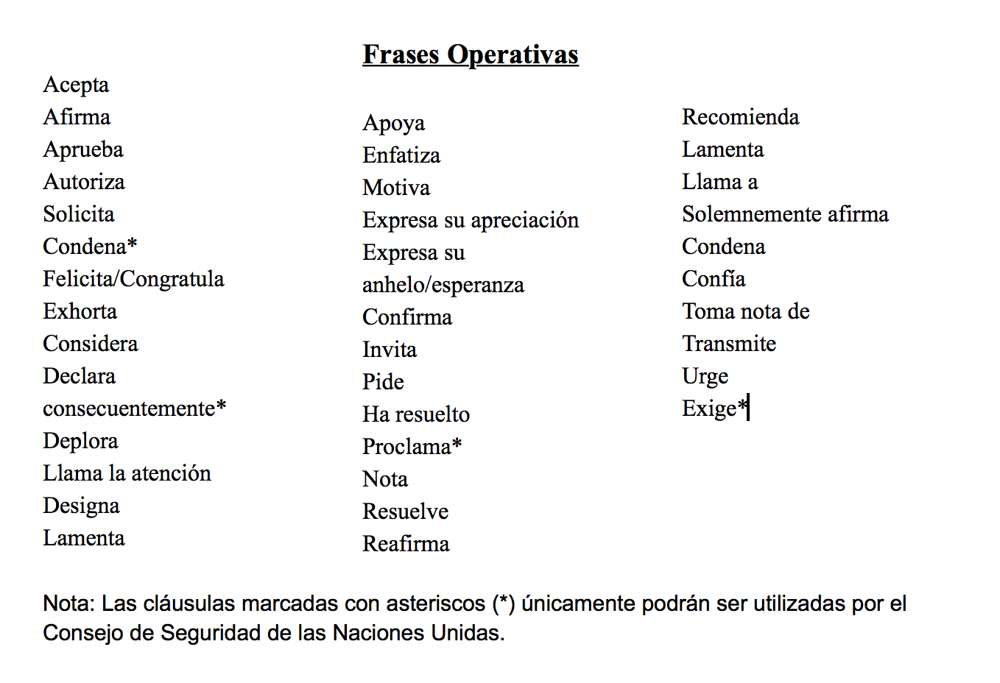 Frases Operativas
Acepta
Afirma
Aprueba
Autoriza
Solicita
Condena*
Felicita/Congratula
Exhorta
Considera
Declara
consecuentemente*
Deplora
Llama la atención
Designa
Lamenta
Apoya
Enfatiza
Motiva
Expresa su apreciación
Expresa su
anhelo/esperanza
Confirma
Invita
Pide
Ha resuelto
Proclama*
Nota
Resuelve
Reafirma
Recomienda
Lamenta
Llama a
Solemnemente afirma
Condena
Confía
Toma nota de
Transmite
Urge
Exige*
Nota: Las cláusulas marcadas con asteriscos (*) únicamente podrán ser utilizadas por el
Consejo de Seguridad de las Naciones Unidas.